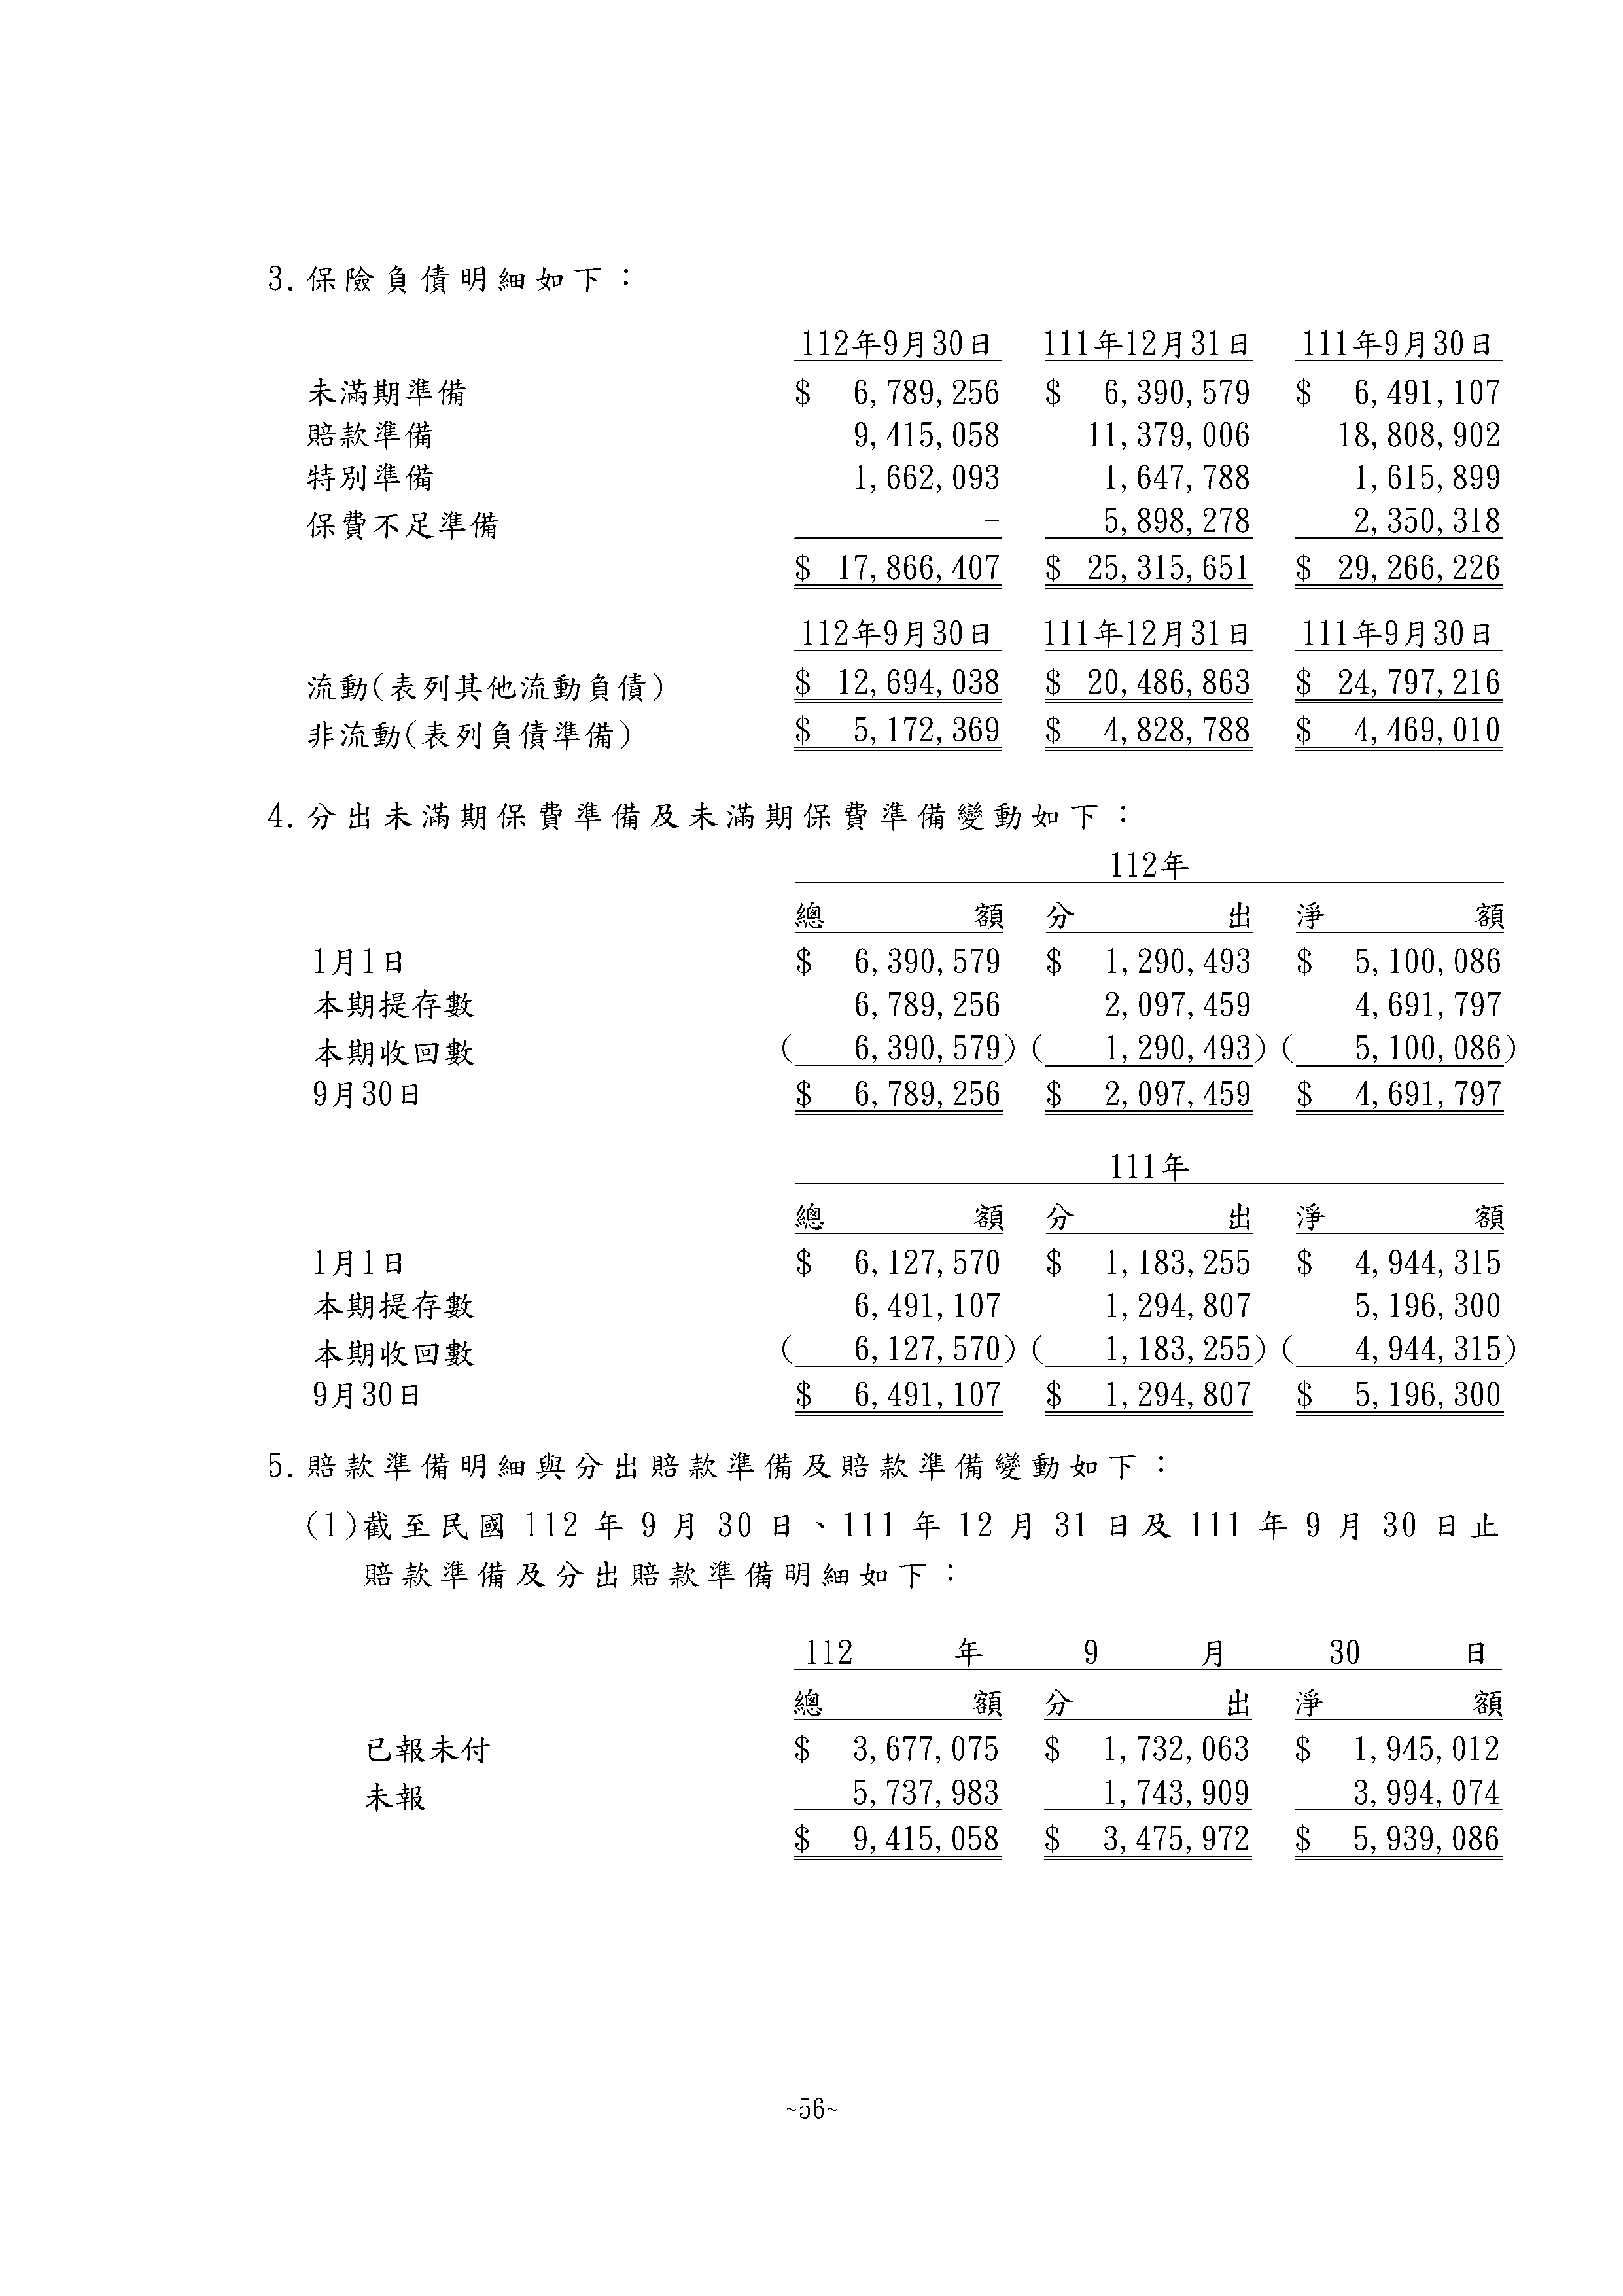 3.保險負債明細如下：
112年9月30日 111年12月31日 111年9月30日
未滿期準備 $ 6,789,256 $ 6,390,579 $ 6,491,107
賠款準備 9,415,058 11,379,006 18,808,902
特別準備 1,662,093 1,647,788 1,615,899
保費不足準備 - 5,898,278 2,350,318
$ 17,866,407 $ 25,315,651 $ 29,266,226
112年9月30日 111年12月31日 111年9月30日
流動(表列其他流動負債) $ 12,694,038 $ 20,486,863 $ 24,797,216
非流動(表列負債準備) $ 5,172,369 $ 4,828,788 $ 4,469,010
4.分出未滿期保費準備及未滿期保費準備變動如下：
112年
總額 分出 淨額
1月1日 $ 6,390,579 $ 1,290,493 $ 5,100,086
本期提存數 6,789,256 2,097,459 4,691,797
本期收回數 ( 6,390,579) ( 1,290,493) ( 5,100,086)
9月30日 $ 6,789,256 $ 2,097,459 $ 4,691,797
111年
總額 分出 淨額
1月1日 $ 6,127,570 $ 1,183,255 $ 4,944,315
本期提存數 6,491,107 1,294,807 5,196,300
本期收回數 ( 6,127,570) ( 1,183,255) ( 4,944,315)
9月30日 $ 6,491,107 $ 1,294,807 $ 5,196,300
5.賠款準備明細與分出賠款準備及賠款準備變動如下：
(1)截至民國 112 年 9 月 30 日、111 年 12 月 31 日及 111 年 9 月 30 日止
賠款準備及分出賠款準備明細如下：
112 年 9 月 30 日
總額 分出 淨額
已報未付 $ 3,677,075 $ 1,732,063 $ 1,945,012
未報 5,737,983 1,743,909 3,994,074
$ 9,415,058 $ 3,475,972 $ 5,939,086
~56~